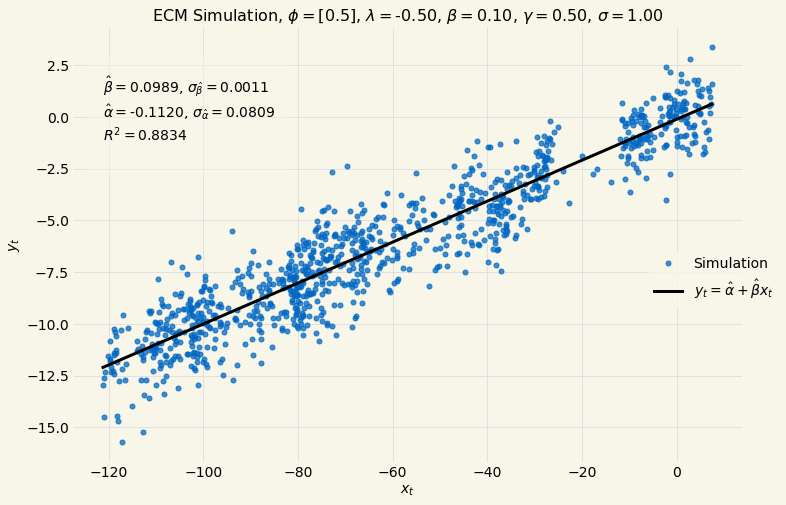 ECM Simulation, ϕ = [0.5], λ = -0.50, β = 0.10, γ = 0.50, σ = 1.00
β̂ = 0.0989, σ_β̂ = 0.0011
α̂ = -0.1120, σ_α̂ = 0.0809
R² = 0.8834
2.5
0.0
−2.5
−5.0
−7.5
−10.0
−12.5
−15.0
y_t
Simulation
y_t = α̂ + β̂x_t
−120 −100 −80 −60 −40 −20 0
x_t